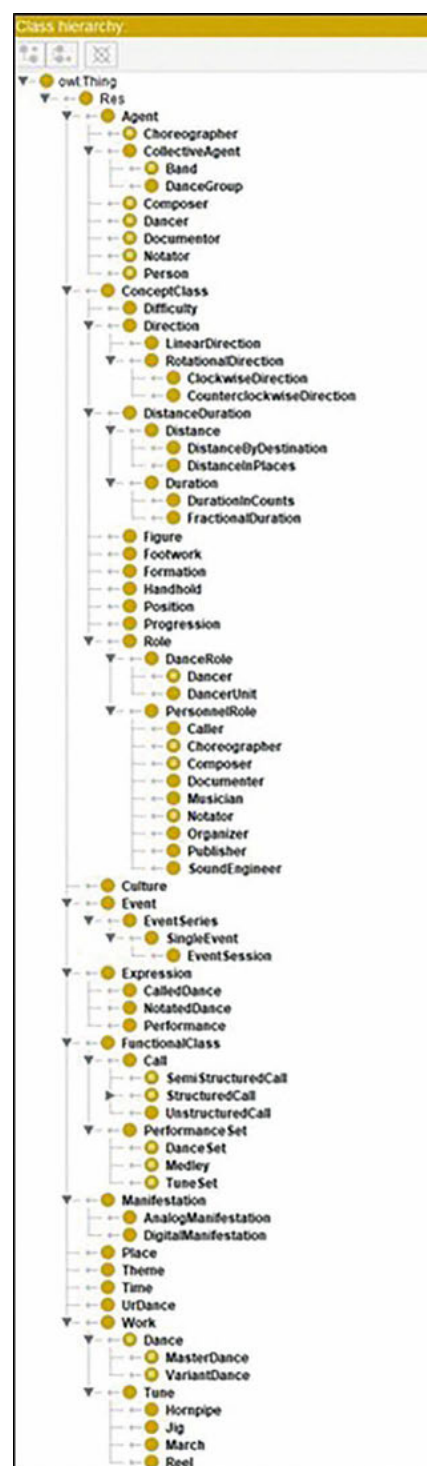 Class hierarchy:
owl:Thing
Res
Agent
Choreographer
CollectiveAgent
Band
DanceGroup
Composer
Dancer
Documentor
Notator
Person
ConceptClass
Difficulty
Direction
LinearDirection
RotationalDirection
ClockwiseDirection
CounterclockwiseDirection
DistanceDuration
Distance
DistanceByDestination
DistanceInPlaces
Duration
DurationInCounts
FractionalDuration
Figure
Footwork
Formation
Handhold
Position
Progression
Role
DanceRole
Dancer
DancerUnit
PersonnelRole
Caller
Choreographer
Composer
Documenter
Musician
Notator
Organizer
Publisher
SoundEngineer
Culture
Event
EventSeries
SingleEvent
EventSession
Expression
CalledDance
NotatedDance
Performance
FunctionalClass
Call
SemiStructuredCall
StructuredCall
UnstructuredCall
PerformanceSet
DanceSet
Medley
TuneSet
Manifestation
AnalogManifestation
DigitalManifestation
Place
Theme
Time
UrDance
Work
Dance
MasterDance
VariantDance
Tune
Hornpipe
Jig
March
Reel